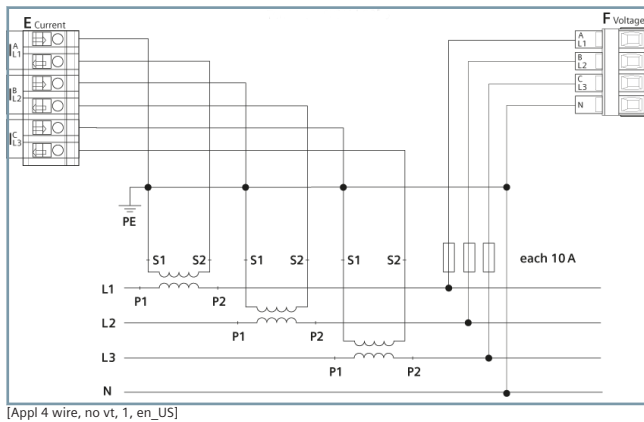 E Current
F Voltage
A
L1
I
B
L2
I
C
L3
I
A
L1
B
L2
C
L3
N
PE
S1 S2 S1 S2 S1 S2
each 10 A
L1
P1 P2
L2
P1 P2
L3
P1 P2
N
[Appl 4 wire, no vt, 1, en_US]